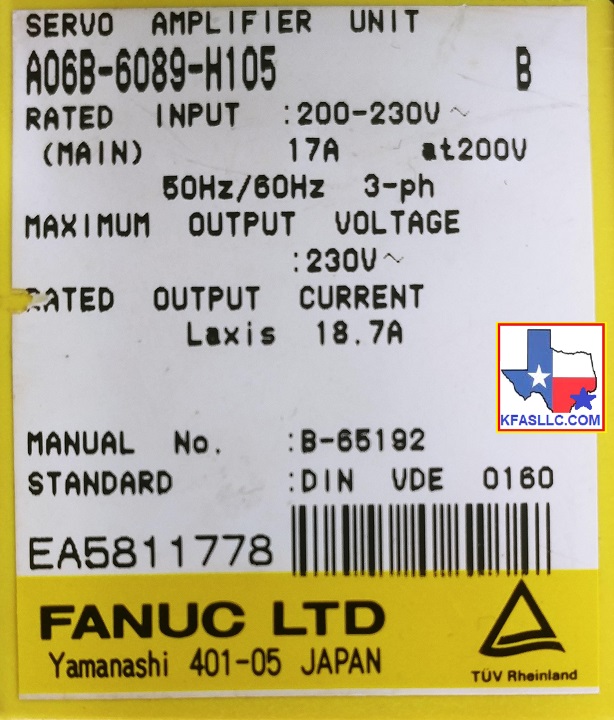 SERVO AMPLIFIER UNIT
A06B-6089-H105 B
RATED INPUT :200-230V~
(MAIN) 17A at200V
50Hz/60Hz 3-ph
MAXIMUM OUTPUT VOLTAGE
:230V~
RATED OUTPUT CURRENT
Laxis 18.7A
KFASLLC.COM
MANUAL No. :B-65192
STANDARD :DIN VDE 0160
EA5811778
FANUC LTD
Yamanashi 401-05 JAPAN
TÜV Rheinland